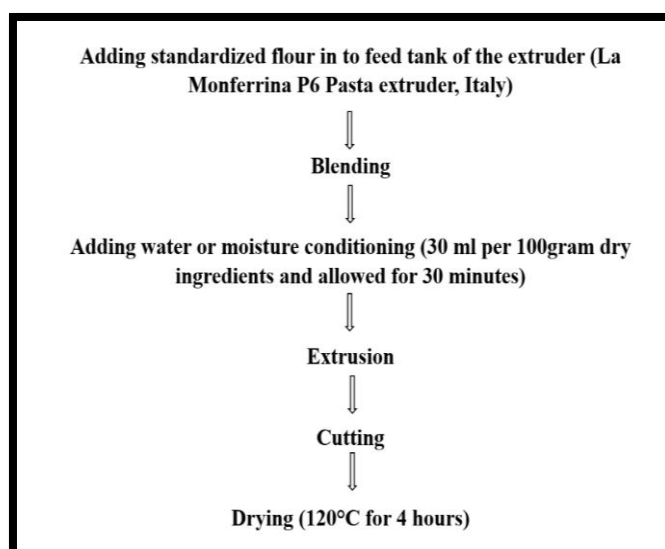 Adding standardized flour in to feed tank of the extruder (La
Monferrina P6 Pasta extruder, Italy)
Blending
Adding water or moisture conditioning (30 ml per 100gram dry
ingredients and allowed for 30 minutes)
Extrusion
Cutting
Drying (120°C for 4 hours)